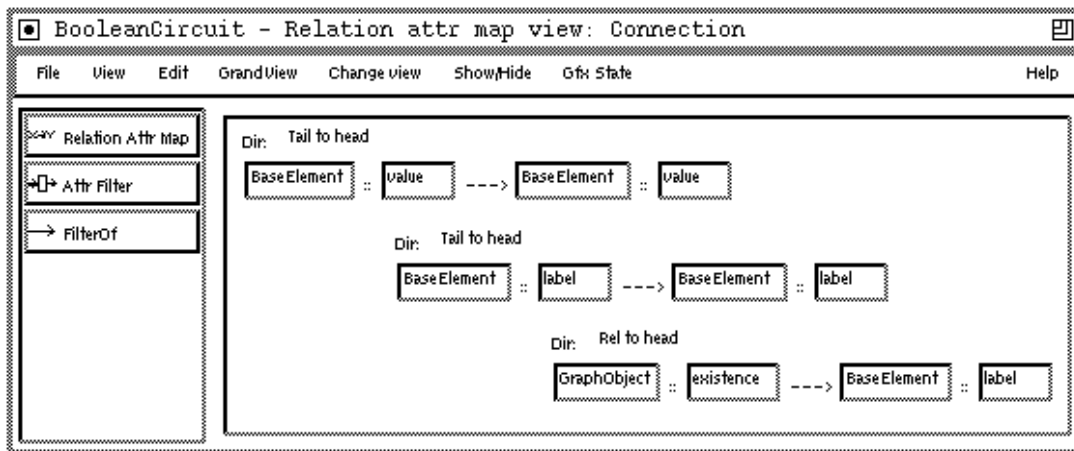 BooleanCircuit - Relation attr map view: Connection
File View Edit GrandView Change view Show/Hide Gfx State Help
Relation Attr Map
Attr Filter
FilterOf
Dir: Tail to head
BaseElement :: value ---> BaseElement :: value
Dir: Tail to head
BaseElement :: label ---> BaseElement :: label
Dir: Rel to head
GraphObject :: existence ---> BaseElement :: label